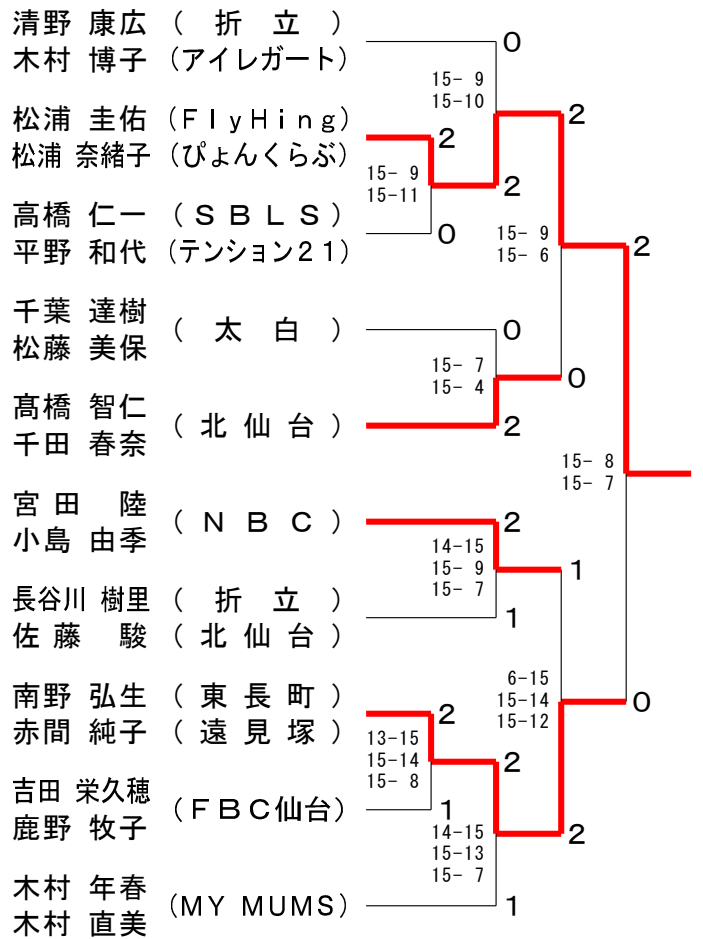 清野 康広 ( 折 立 )
木村 博子 (アイレガート)
0
15- 9
15-10
2
松浦 圭佑 (FlyHing)
松浦 奈緒子 (ぴょんくらぶ)
2
15- 9
15-11
2
高橋 仁一 (SBLS)
平野 和代 (テンション21)
0
15- 9
15- 6
2
千葉 達樹
松藤 美保
( 太 白 )
0
15- 7
15- 4
0
髙橋 智仁
千田 春奈
( 北 仙 台 )
2
15- 8
15- 7
宮田 陸
小島 由季
( N B C )
2
14-15
15- 9
15- 7
1
長谷川 樹里 ( 折 立 )
佐藤 駿 ( 北 仙 台 )
1
6-15
15-14
15-12
0
南野 弘生 ( 東 長 町 )
赤間 純子 ( 遠 見 塚 )
2
13-15
15-14
15- 8
2
吉田 栄久穂
鹿野 牧子
(FBC仙台)
1
14-15
15-13
15- 7
2
木村 年春
木村 直美
(MY MUMS)
1